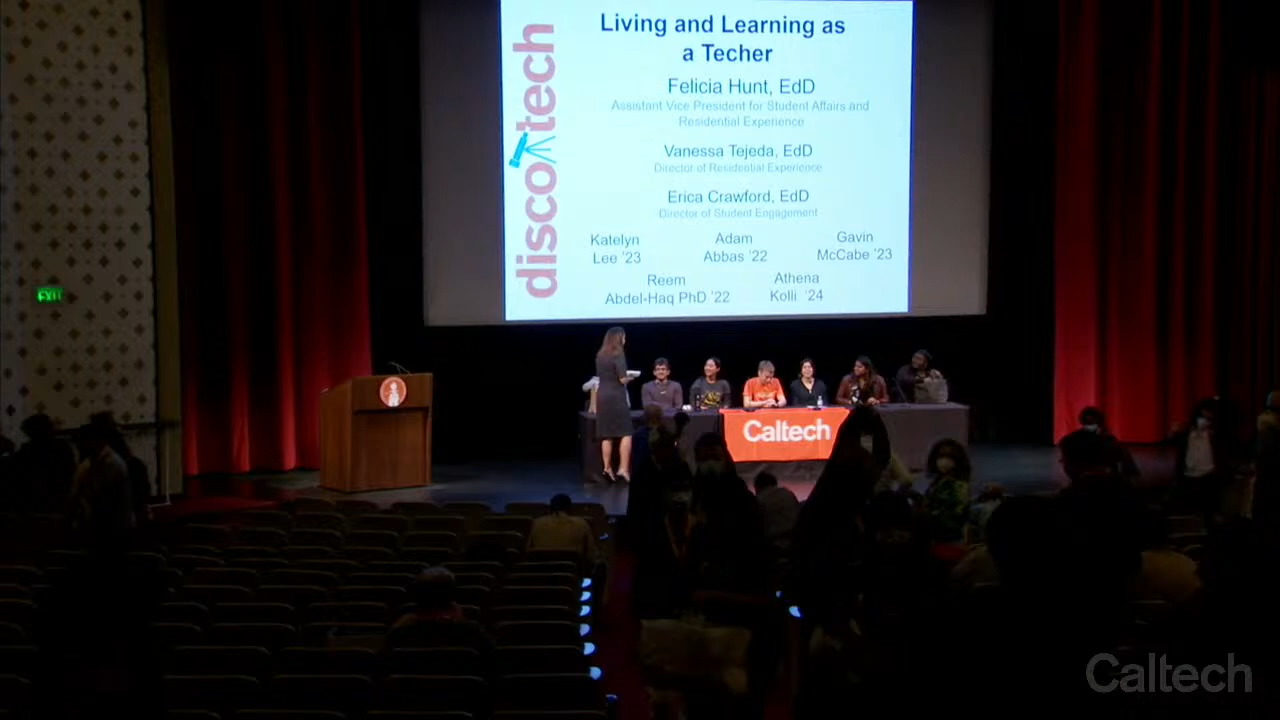 Living and Learning as
a Techer
discotech
Felicia Hunt, EdD
Assistant Vice President for Student Affairs and
Residential Experience
Vanessa Tejeda, EdD
Director of Residential Experience
Erica Crawford, EdD
Director of Student Engagement
Katelyn
Lee '23
Adam
Abbas '22
Gavin
McCabe '23
Reem
Abdel-Haq PhD '22
Athena
Kolli '24
EXIT
Caltech
Caltech